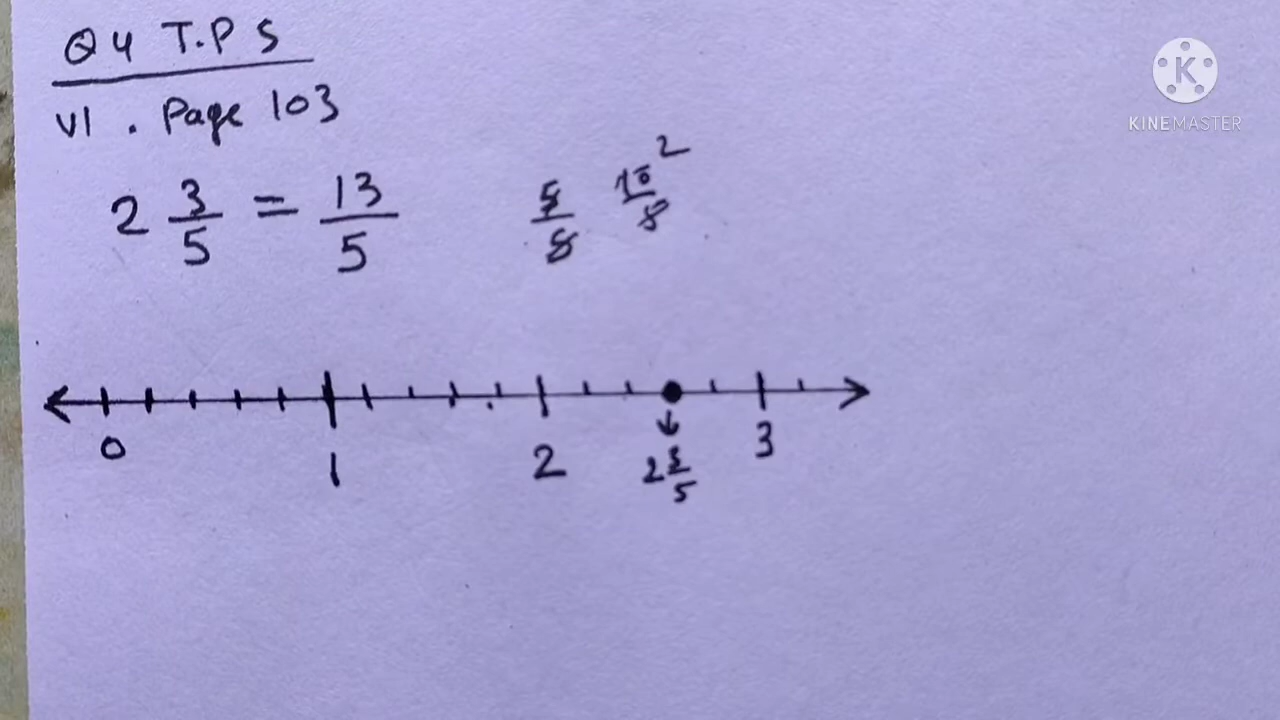 Q 4 T.P S
VI . Page 103
2 3/5 = 13/5
5/8 10/8 2
0 1 2 2 3/5 3
K
KINEMASTER